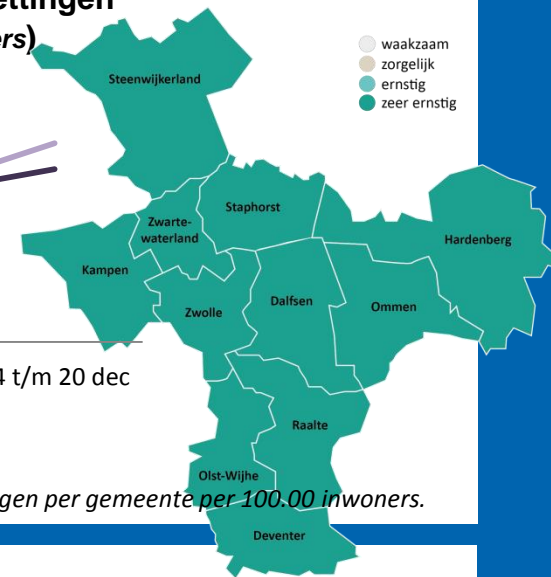 ettingen
ers)
waakzaam
zorgelijk
ernstig
zeer ernstig
Steenwijkerland
Staphorst
Zwarte-
waterland
Hardenberg
Kampen
Zwolle
Dalfsen
Ommen
4 t/m 20 dec
Raalte
Olst-Wijhe
gen per gemeente per 100.00 inwoners.
Deventer